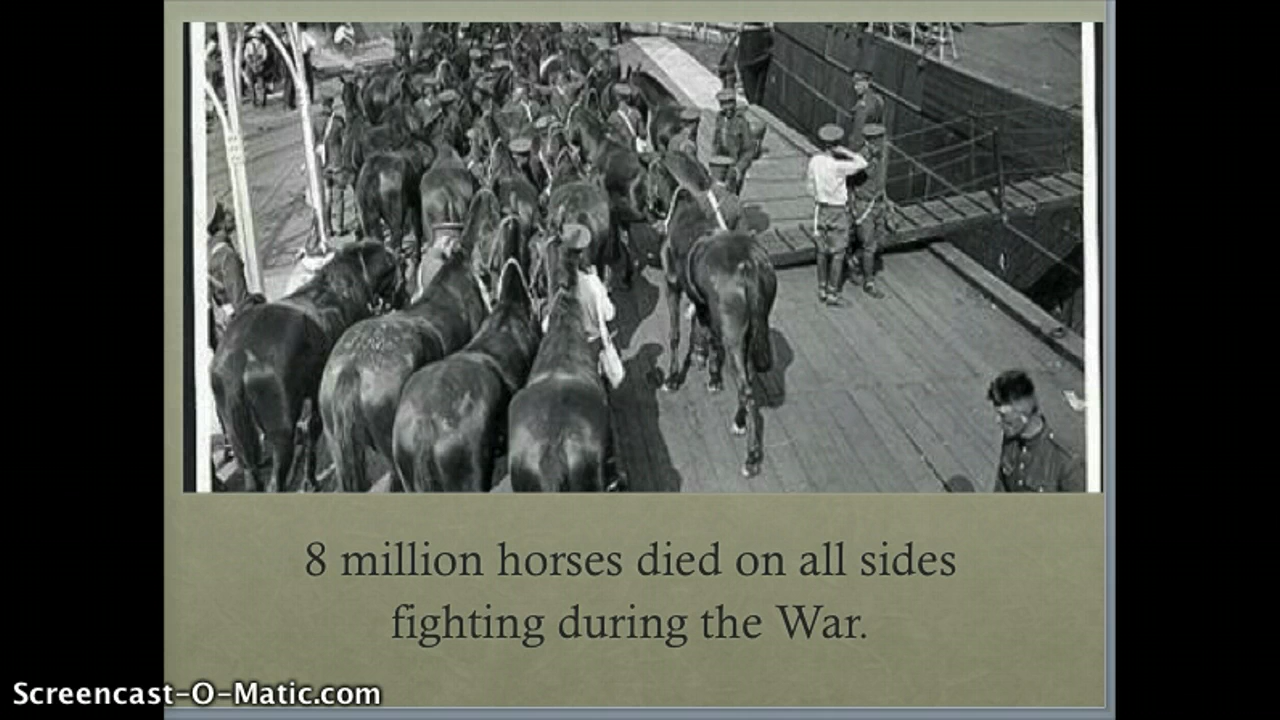 8 million horses died on all sides
fighting during the War.
Screencast-O-Matic.com